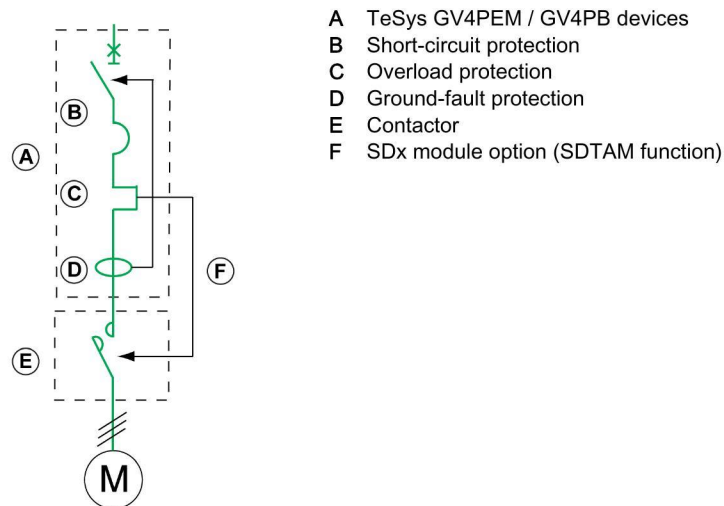 A TeSys GV4PEM / GV4PB devices
B Short-circuit protection
C Overload protection
D Ground-fault protection
E Contactor
F SDx module option (SDTAM function)
B
A
C
D
F
E
M